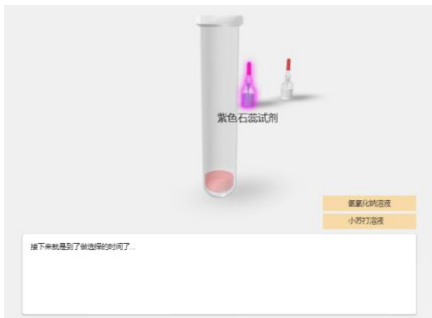 紫色石蕊试剂
氢氧化钠溶液
小苏打溶液
接下来就是到了做选择的时间了...